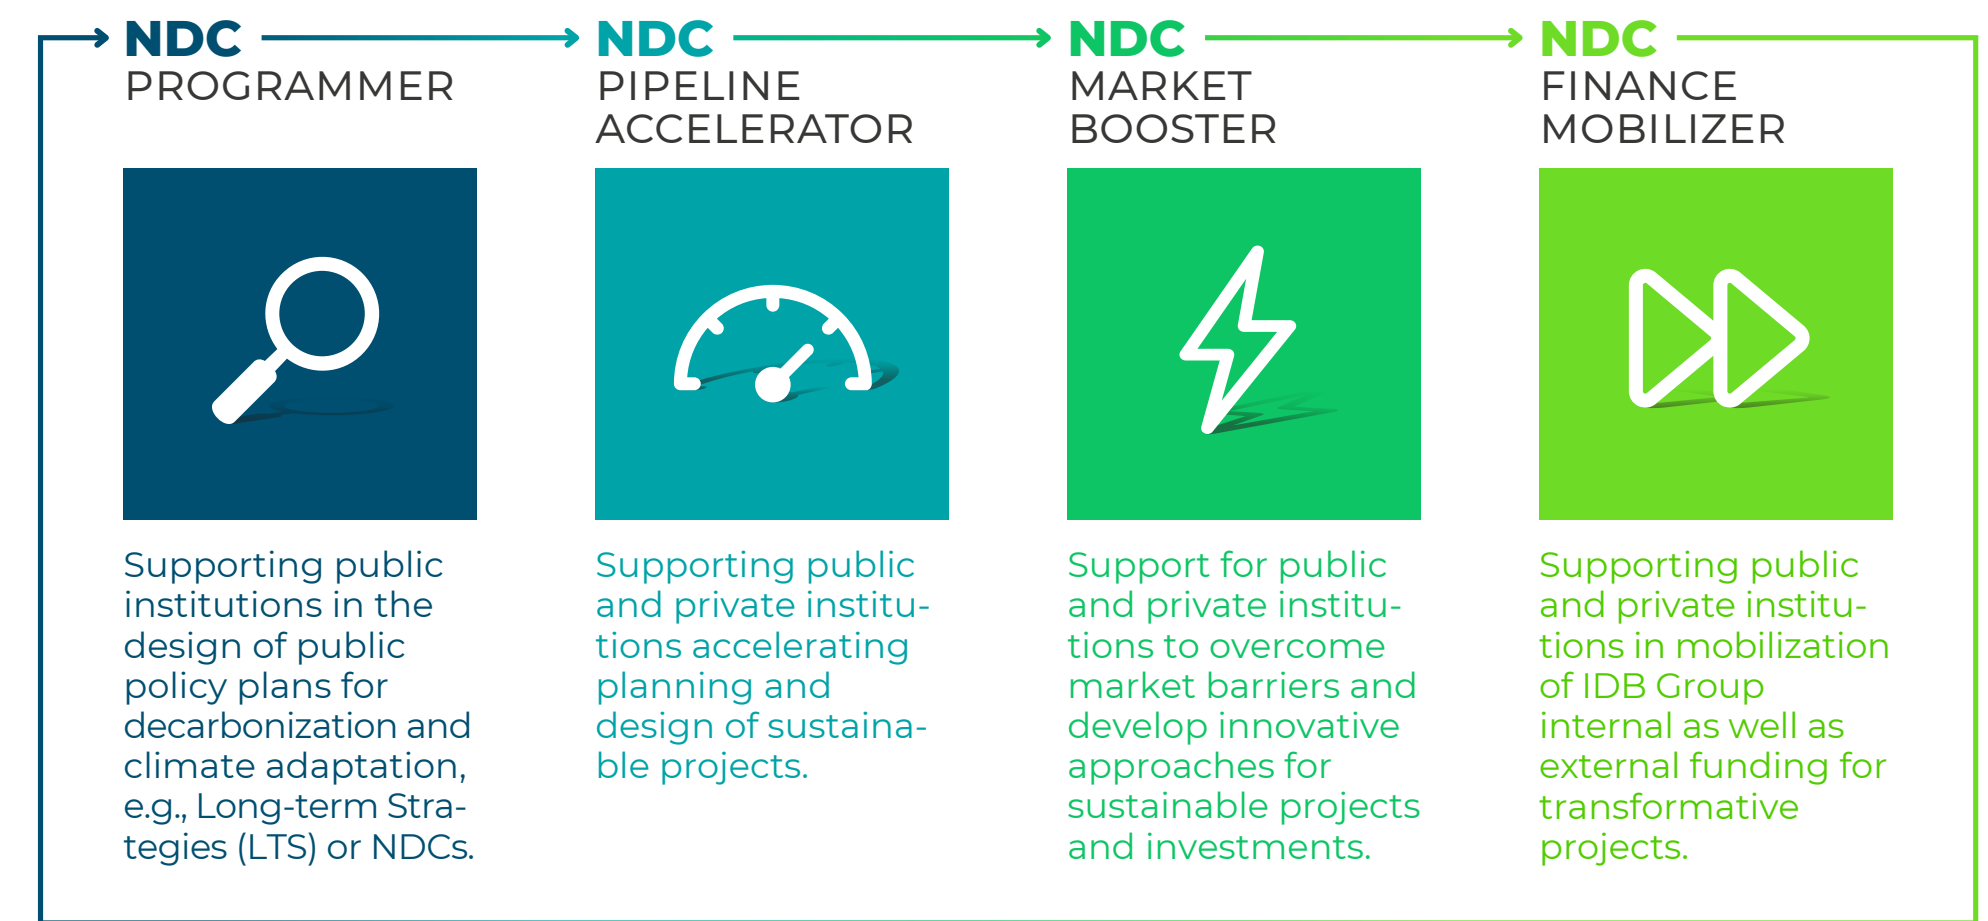 NDC
PROGRAMMER
Supporting public
institutions in the
design of public
policy plans for
decarbonization and
climate adaptation,
e.g., Long-term Stra-
tegies (LTS) or NDCs.
NDC
PIPELINE
ACCELERATOR
Supporting public
and private institu-
tions accelerating
planning and
design of sustaina-
ble projects.
NDC
MARKET
BOOSTER
Support for public
and private institu-
tions to overcome
market barriers and
develop innovative
approaches for
sustainable projects
and investments.
NDC
FINANCE
MOBILIZER
Supporting public
and private institu-
tions in mobilization
of IDB Group
internal as well as
external funding for
transformative
projects.